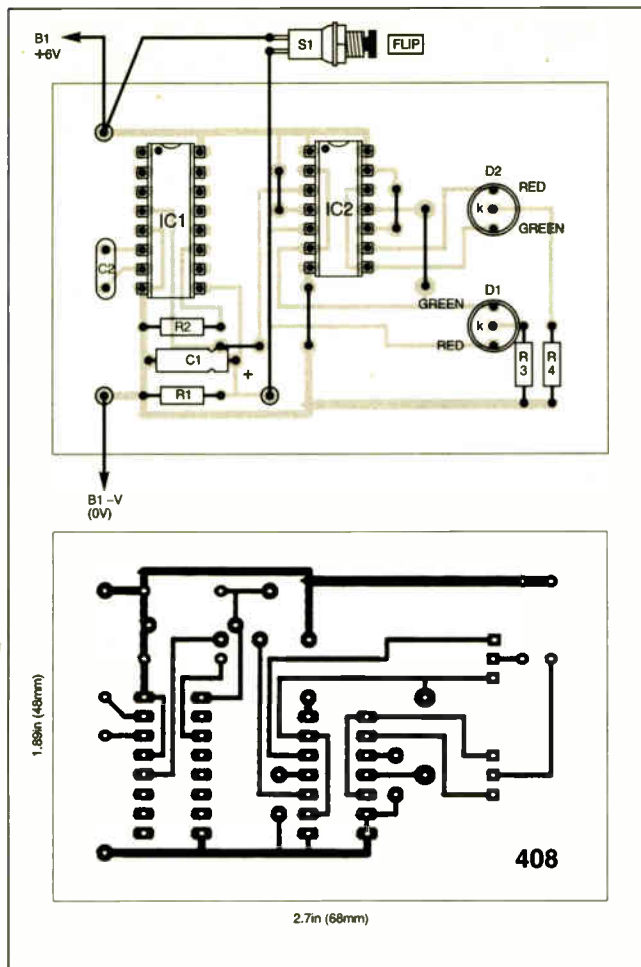 B1
+6V
S1
FLIP
D2
RED
IC1
IC2
k
GREEN
C2
D1
GREEN
k
R2
RED
R
3
R
4
C1
+
R1
B1 –V
(0V)
1.89in (48mm)
408
2.7in (68mm)